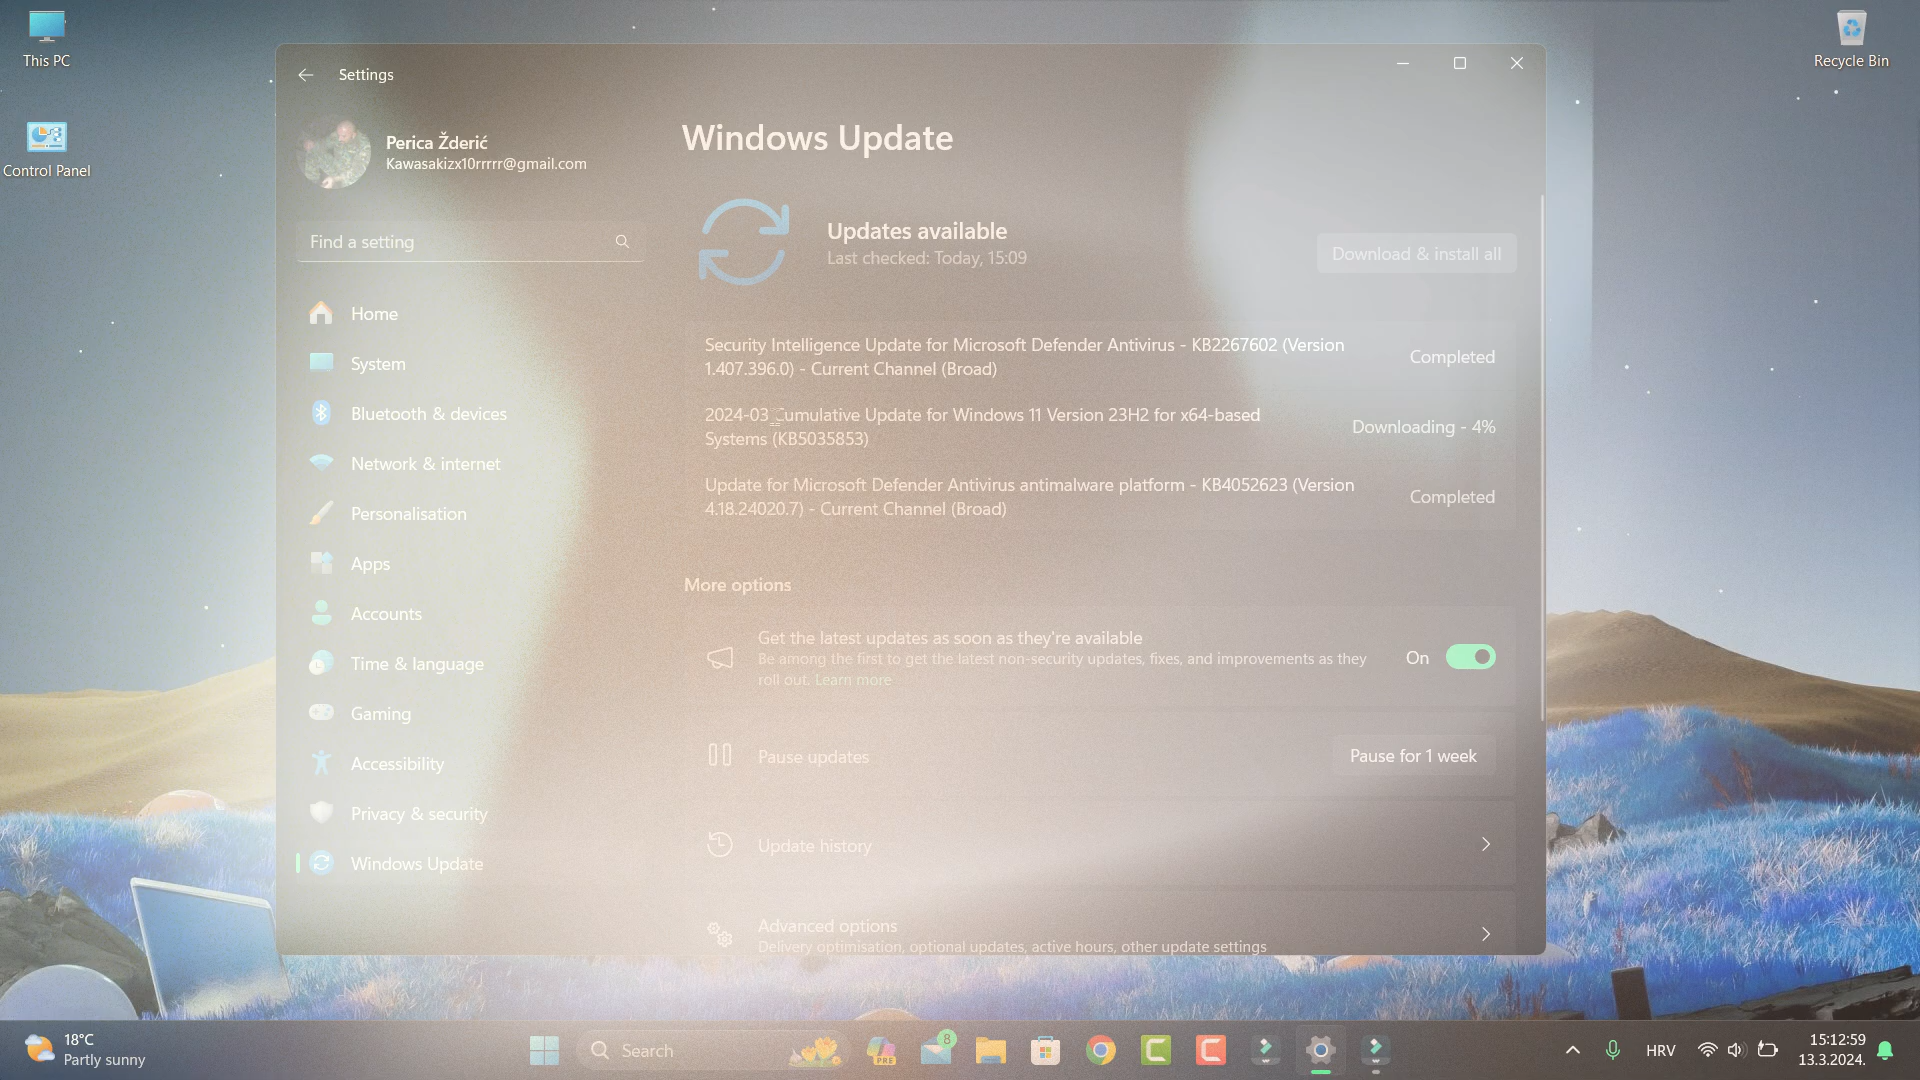 This PC
Control Panel
Recycle Bin
Settings
Perica Žderić
Kawasakizx10rrrrr@gmail.com
Find a setting
Home
System
Bluetooth & devices
Network & internet
Personalisation
Apps
Accounts
Time & language
Gaming
Accessibility
Privacy & security
Windows Update
Windows Update
Updates available
Last checked: Today, 15:09
Download & install all
Security Intelligence Update for Microsoft Defender Antivirus - KB2267602 (Version
1.407.396.0) - Current Channel (Broad)
Completed
2024-03 Cumulative Update for Windows 11 Version 23H2 for x64-based
Systems (KB5035853)
Downloading - 4%
Update for Microsoft Defender Antivirus antimalware platform - KB4052623 (Version
4.18.24020.7) - Current Channel (Broad)
Completed
More options
Get the latest updates as soon as they're available
Be among the first to get the latest non-security updates, fixes, and improvements as they
roll out. Learn more
On
Pause updates
Pause for 1 week
Update history
Advanced options
Delivery optimisation, optional updates, active hours, other update settings
18°C
Partly sunny
Search
PRE
8
HRV
15:12:59
13.3.2024.